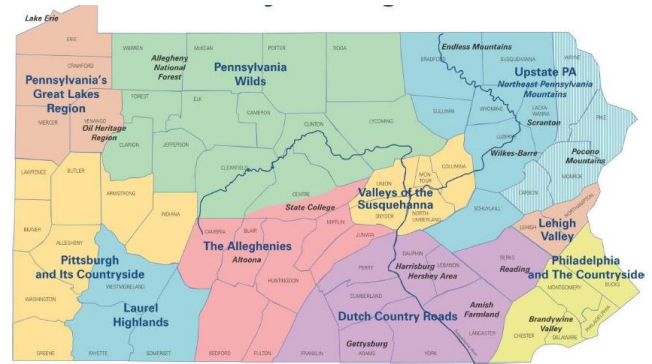 Lake Erie
ERIE
CRAWFORD
Pennsylvania's
Great Lakes
Region
MERCER
VENANGO
Oil Heritage
Region
WARREN
McKEAN
POTTER
TIOGA
Allegheny
National
Forest
Pennsylvania
Wilds
FOREST
ELK
CAMERON
CLINTON
LYCOMING
CLARION
JEFFERSON
CLEARFIELD
CENTRE
BRADFORD
Endless Mountains
SUSQUEHANNA
WAYNE
Upstate PA
Northeast Pennsylvania
Mountains
SULLIVAN
WYOMING
LACKA-
WANNA
Scranton
PIKE
LUZERNE
Wilkes-Barre
Pocono
Mountains
MONROE
CARBON
SCHUYLKILL
LAWRENCE
BUTLER
ARMSTRONG
INDIANA
BEAVER
ALLEGHENY
Pittsburgh
and Its Countryside
WASHINGTON
GREENE
WESTMORELAND
Laurel
Highlands
FAYETTE
SOMERSET
State College
CAMBRIA
BLAIR
MIFFLIN
JUNIATA
The Alleghenies
Altoona
HUNTINGDON
BEDFORD
FULTON
UNION
MON
TOUR
COLUMBIA
Valleys of the
Susquehanna
SNYDER
NORTH
UMBERLAND
NORTHAMPTON
LEHIGH
Lehigh
Valley
DAUPHIN
LEBANON
BERKS
PERRY
Harrisburg
Hershey Area
Reading
CUMBERLAND
Dutch Country Roads
Amish
Farmland
LANCASTER
Gettysburg
FRANKLIN
ADAMS
YORK
Philadelphia
and The Countryside
MONTGOMERY
BUCKS
Brandywine
Valley
CHESTER
DELAWARE
PHILADELPHIA